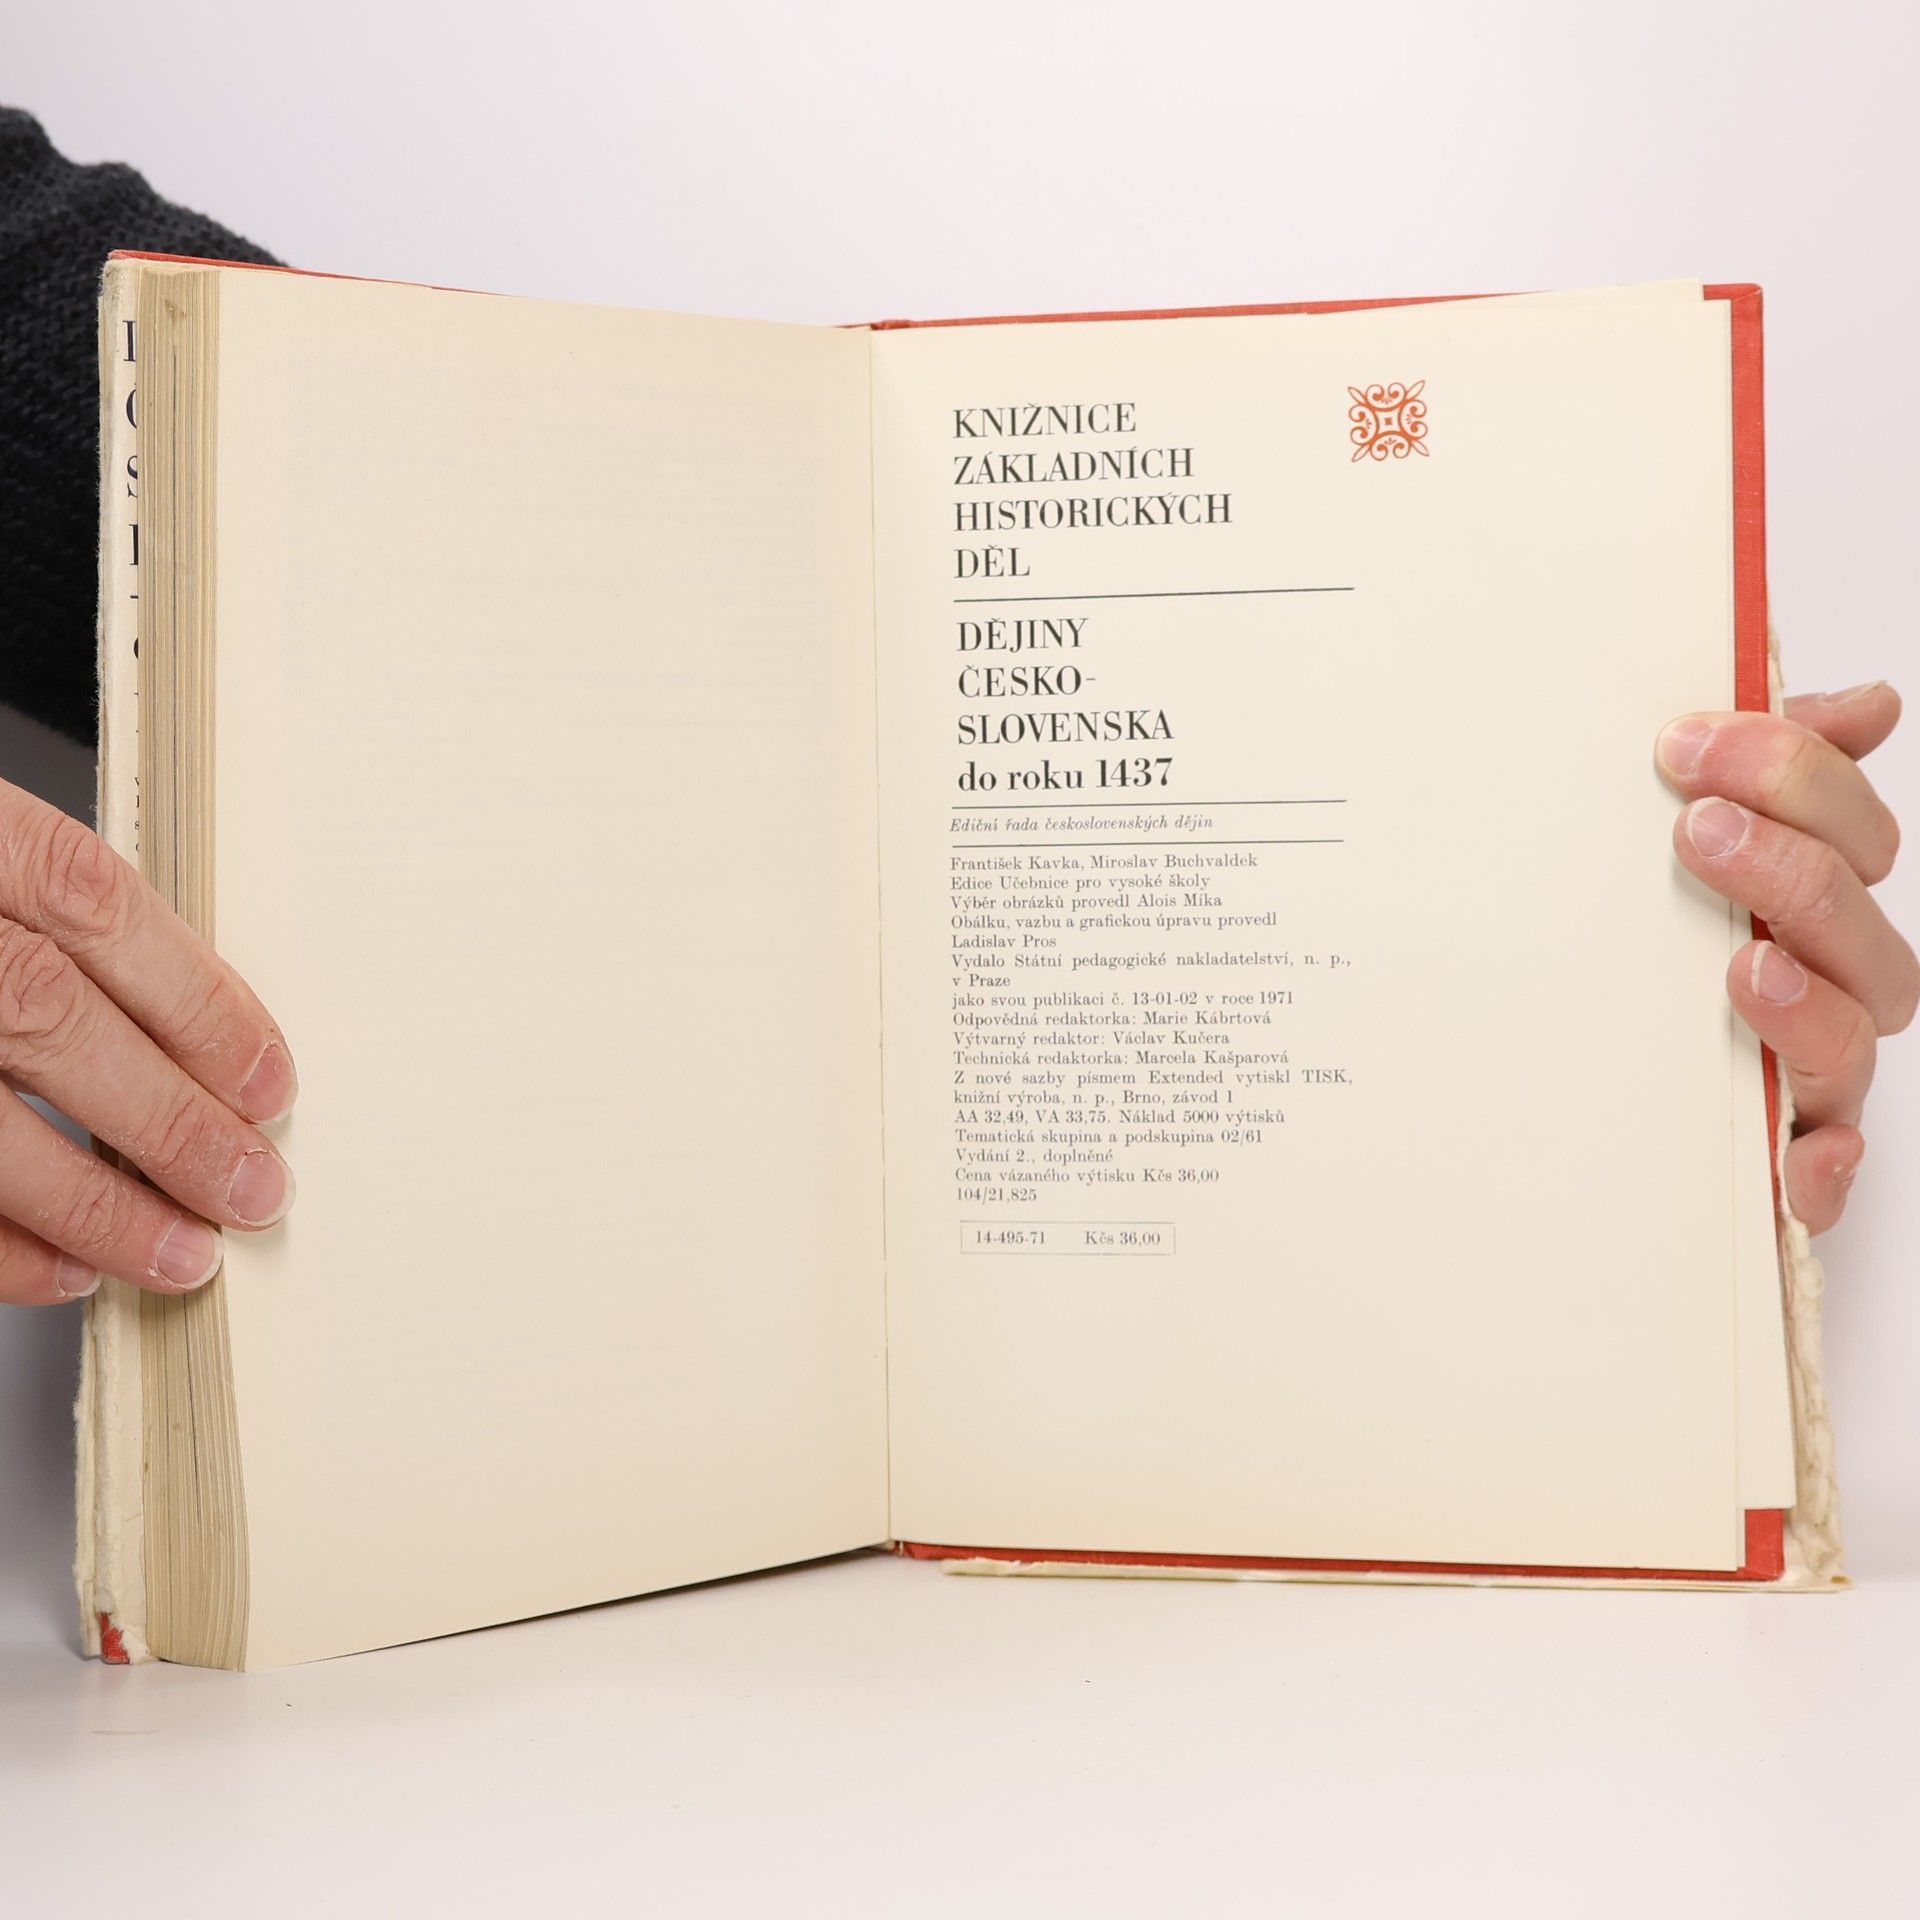 KNIŽNICE
ZÁKLADNÍCH
HISTORICKÝCH
DĚL
DĚJINY
ČESKO-
SLOVENSKA
do roku 1437
Ediční řada československých dějin
František Kavka, Miroslav Buchvaldek
Edice Učebnice pro vysoké školy
Výběr obrázků provedl Alois Míka
Obálku, vazbu a grafickou úpravu provedl
Ladislav Pros
Vydalo Státní pedagogické nakladatelství, n. p.,
v Praze
jako svou publikaci č. 13-01-02 v roce 1971
Odpovědná redaktorka: Marie Kábrtová
Výtvarný redaktor: Václav Kučera
Technická redaktorka: Marcela Kašparová
Z nové sazby písmem Extended vytiskl TISK,
knižní výroba, n. p., Brno, závod 1
AA 32,49, VA 33,75. Náklad 5000 výtisků
Tematická skupina a podskupina 02/61
Vydání 2., doplněné
Cena vázaného výtisku Kčs 36,00
104/21,825
14-495-71 Kčs 36,00